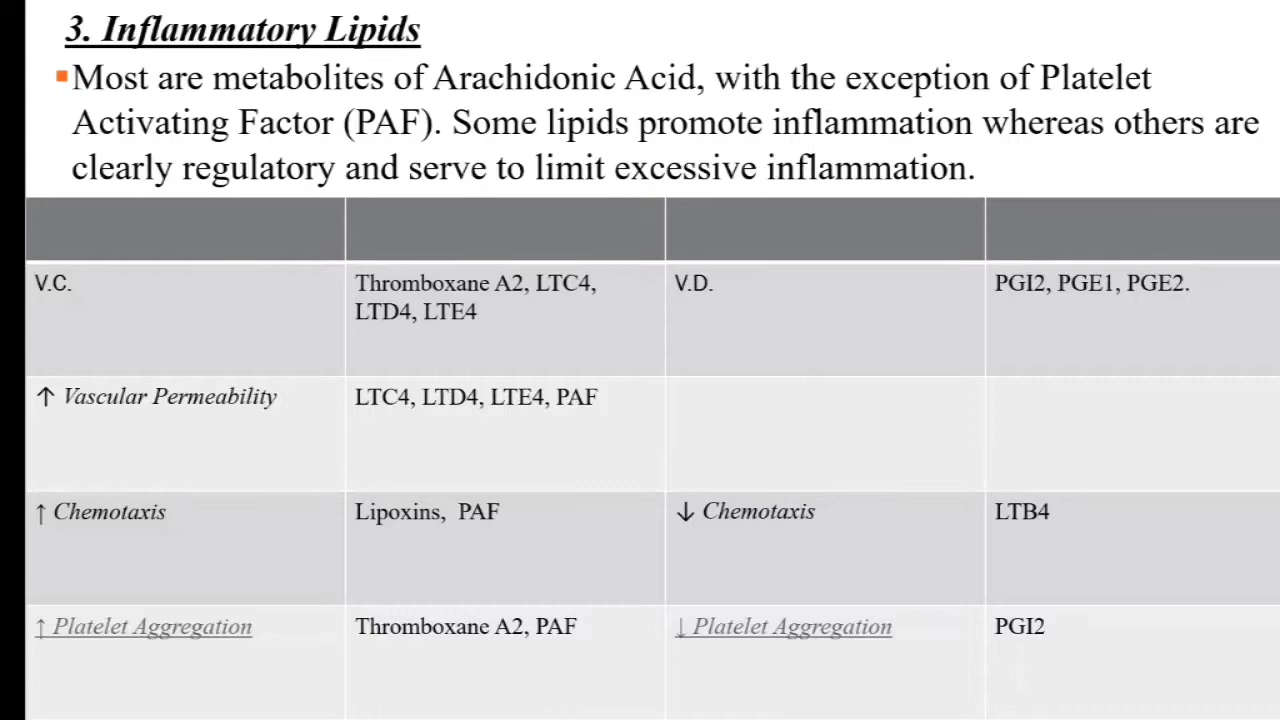 3. Inflammatory Lipids
▪Most are metabolites of Arachidonic Acid, with the exception of Platelet
Activating Factor (PAF). Some lipids promote inflammation whereas others are
clearly regulatory and serve to limit excessive inflammation.
V.C.
Thromboxane A2, LTC4,
LTD4, LTE4
V.D.
PGI2, PGE1, PGE2.
↑ Vascular Permeability
LTC4, LTD4, LTE4, PAF
↑ Chemotaxis
Lipoxins, PAF
↓ Chemotaxis
LTB4
↑ Platelet Aggregation
Thromboxane A2, PAF
↓ Platelet Aggregation
PGI2